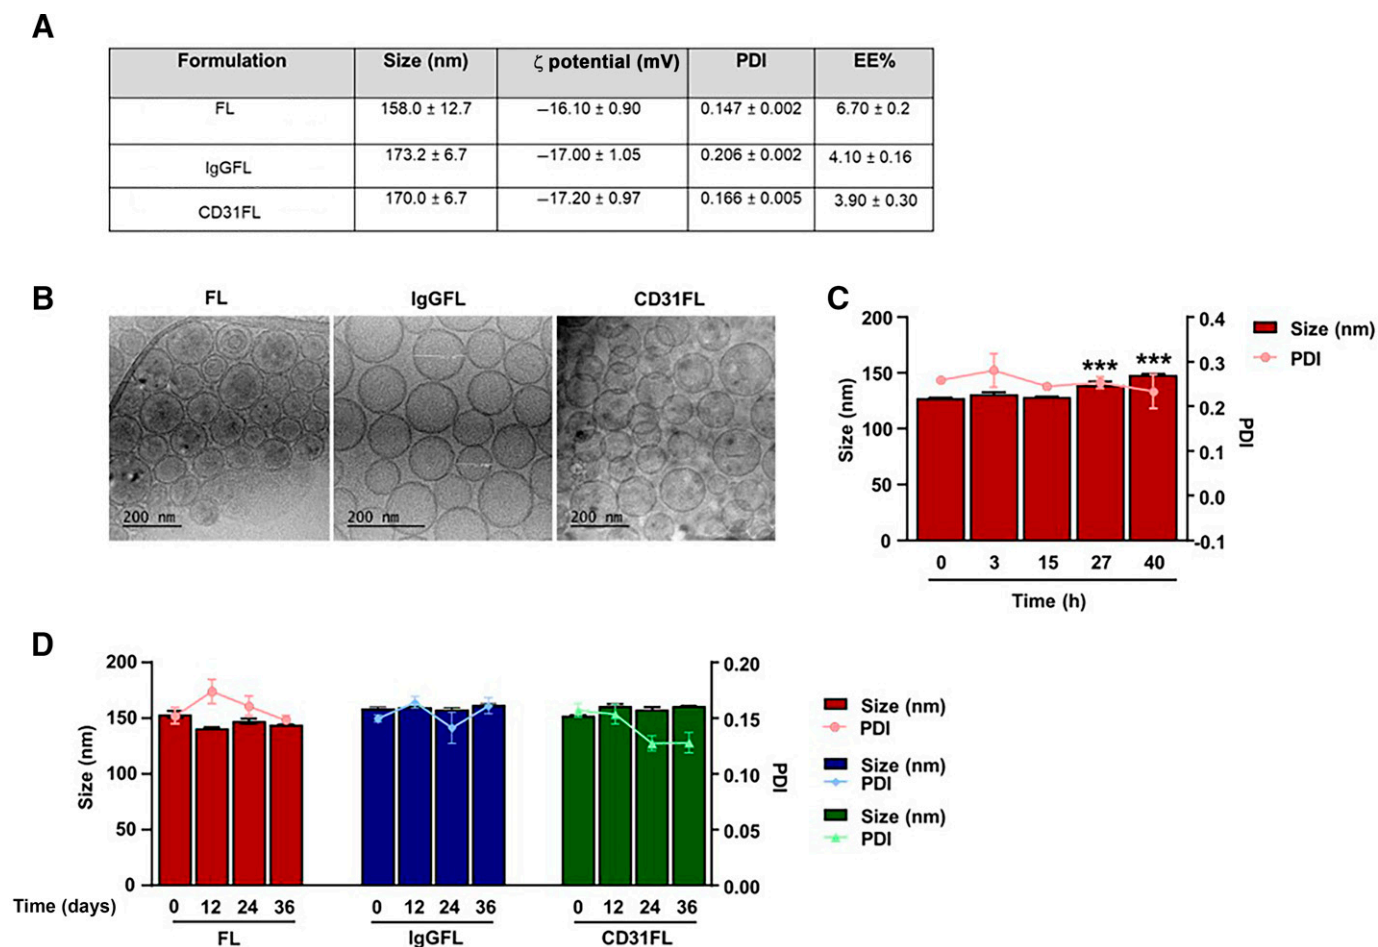 A
Formulation Size (nm) ζ potential (mV) PDI EE%
FL 158.0 ± 12.7 –16.10 ± 0.90 0.147 ± 0.002 6.70 ± 0.2
IgGFL 173.2 ± 6.7 –17.00 ± 1.05 0.206 ± 0.002 4.10 ± 0.16
CD31FL 170.0 ± 6.7 –17.20 ± 0.97 0.166 ± 0.005 3.90 ± 0.30
B
FL IgGFL CD31FL
200 nm 200 nm 200 nm
C
200
150
100
50
0
Size (nm)
*** ***
0.4
0.3
0.2
0.1
0.0
-0.1
PDI
Size (nm)
PDI
0 3 15 27 40
Time (h)
D
200
150
100
50
0
Size (nm)
0.20
0.15
0.10
0.05
0.00
PDI
Size (nm)
PDI
Size (nm)
PDI
Size (nm)
PDI
Time (days) 0 12 24 36 0 12 24 36 0 12 24 36
FL IgGFL CD31FL